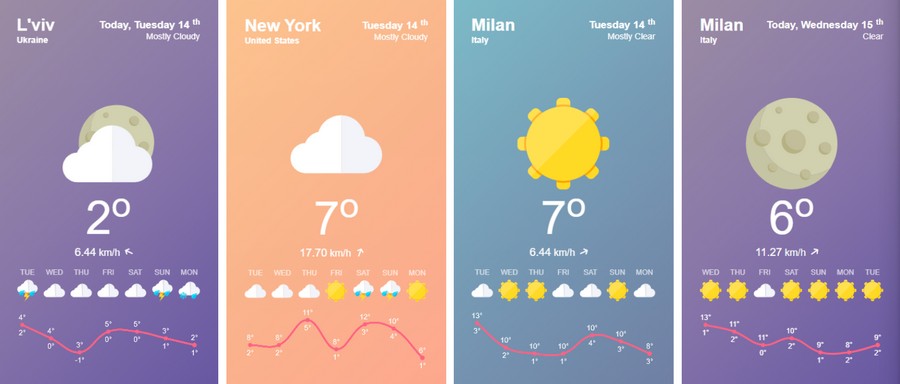 L'viv
Today, Tuesday 14 th
Ukraine
Mostly Cloudy
2°
6.44 km/h
TUE WED THU FRI SAT SUN MON
4° 4° 3° 5° 5° 3° 2°
2° 0° -1° 0° 0° 1° 1°
New York
Tuesday 14 th
United States
Mostly Cloudy
7°
17.70 km/h
TUE WED THU FRI SAT SUN MON
8° 8° 11° 8° 12° 10° 6°
2° 2° 5° 1° 3° 4° 1°
Milan
Tuesday 14 th
Italy
Mostly Clear
7°
6.44 km/h
TUE WED THU FRI SAT SUN MON
13° 10° 10° 10° 10° 10° 8°
3° 2° 1° 1° 4° 3° 3°
Milan
Today, Wednesday 15 th
Italy
Clear
6°
11.27 km/h
WED THU FRI SAT SUN MON TUE
13° 11° 11° 10° 9° 8° 9°
1° 2° 0° 2° 1° 2° 2°